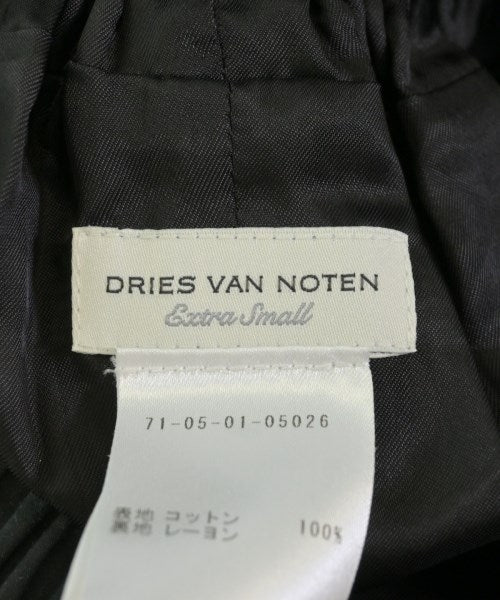 DRIES VAN NOTEN
Extra Small
71-05-01-05026
表地 コットン
裏地 レーヨン 100%